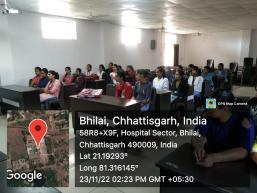 GPS Map Camera
Bhilai, Chhattisgarh, India
58R8+X9F, Hospital Sector, Bhilai,
Chhattisgarh 490009, India
Lat 21.19293°
Long 81.316145°
23/11/22 02:23 PM GMT +05:30
Google